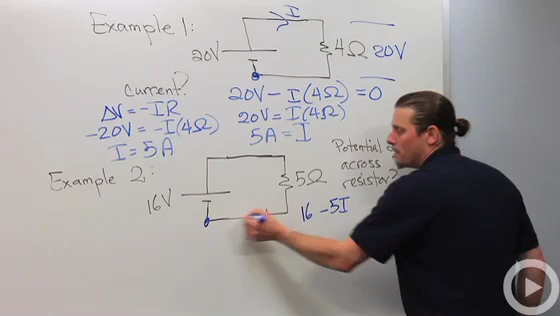 Example 1:
I
20V
4Ω 20V
Current?
ΔV = -IR
-20V = -I(4Ω)
I = 5A
20V - I(4Ω) = 0
20V = I(4Ω)
5A = I
Example 2:
16V
5Ω
Potential
across
resistor?
16 - 5I